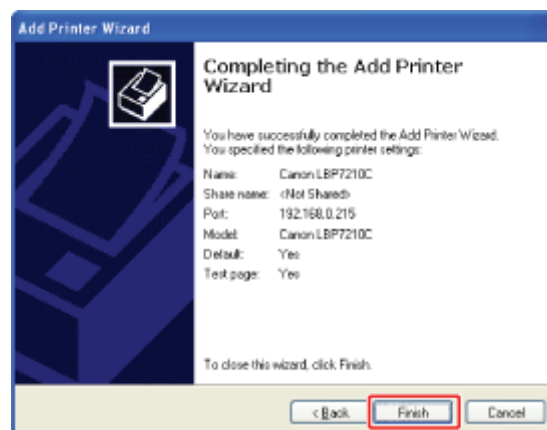 Add Printer Wizard
Completing the Add Printer
Wizard
You have successfully completed the Add Printer Wizard.
You specified the following printer settings:
Name: Canon LBP7210C
Share name: <Not Shared>
Port: 192.168.0.215
Model: Canon LBP7210C
Default: Yes
Test page: Yes
To close this wizard, click Finish.
< Back
Finish
Cancel